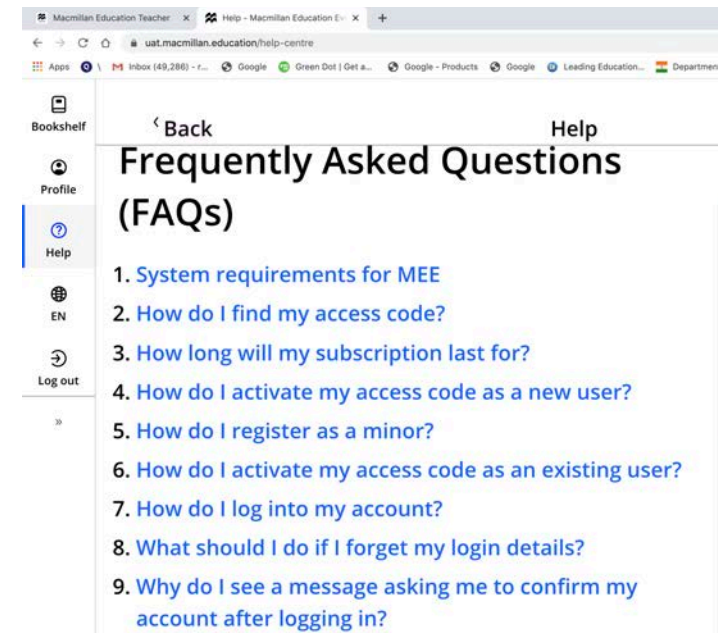 Macmillan Education Teacher
Help - Macmillan Education Ev
uat.macmillan.education/help-centre
Apps
Inbox (49,286) - r...
Google
Green Dot | Get a...
Google - Products
Google
Leading Education...
Departmen
Bookshelf
Profile
Help
EN
Log out
Back
Help
Frequently Asked Questions
(FAQs)
1. System requirements for MEE
2. How do I find my access code?
3. How long will my subscription last for?
4. How do I activate my access code as a new user?
5. How do I register as a minor?
6. How do I activate my access code as an existing user?
7. How do I log into my account?
8. What should I do if I forget my login details?
9. Why do I see a message asking me to confirm my
account after logging in?